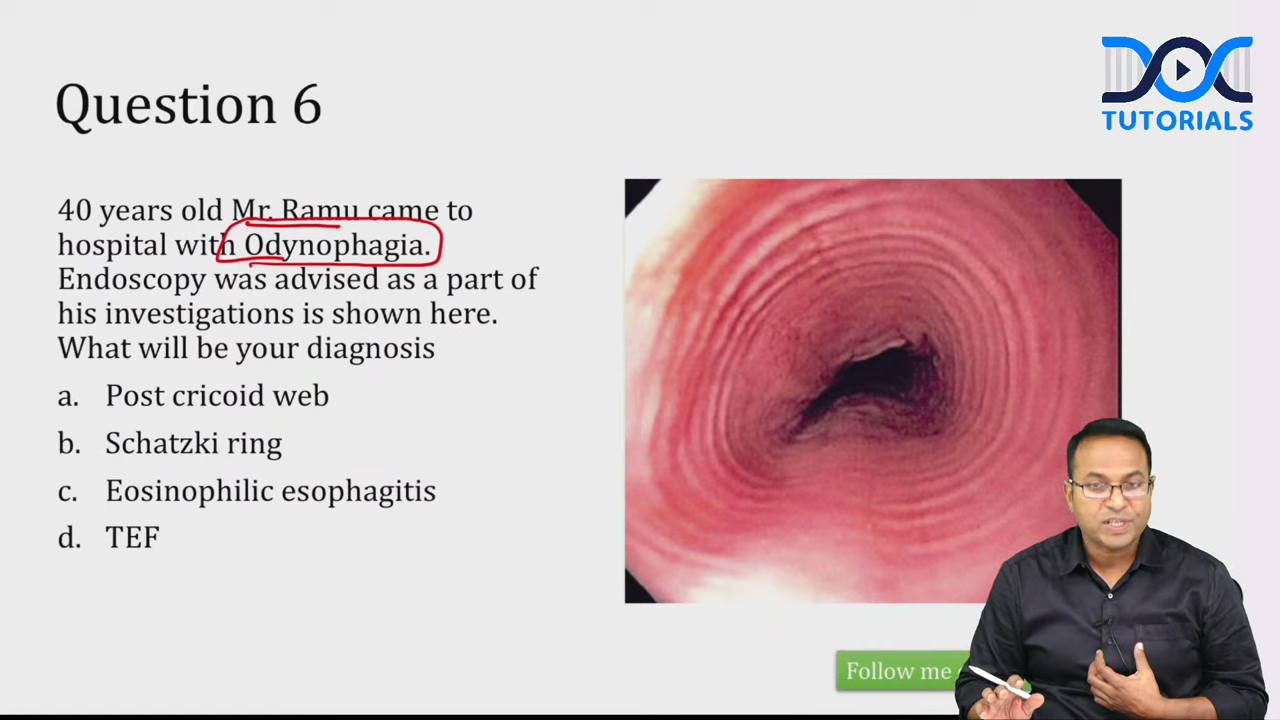 DOC
TUTORIALS
Question 6
40 years old Mr. Ramu came to
hospital with Odynophagia.
Endoscopy was advised as a part of
his investigations is shown here.
What will be your diagnosis
a. Post cricoid web
b. Schatzki ring
c. Eosinophilic esophagitis
d. TEF
Follow me